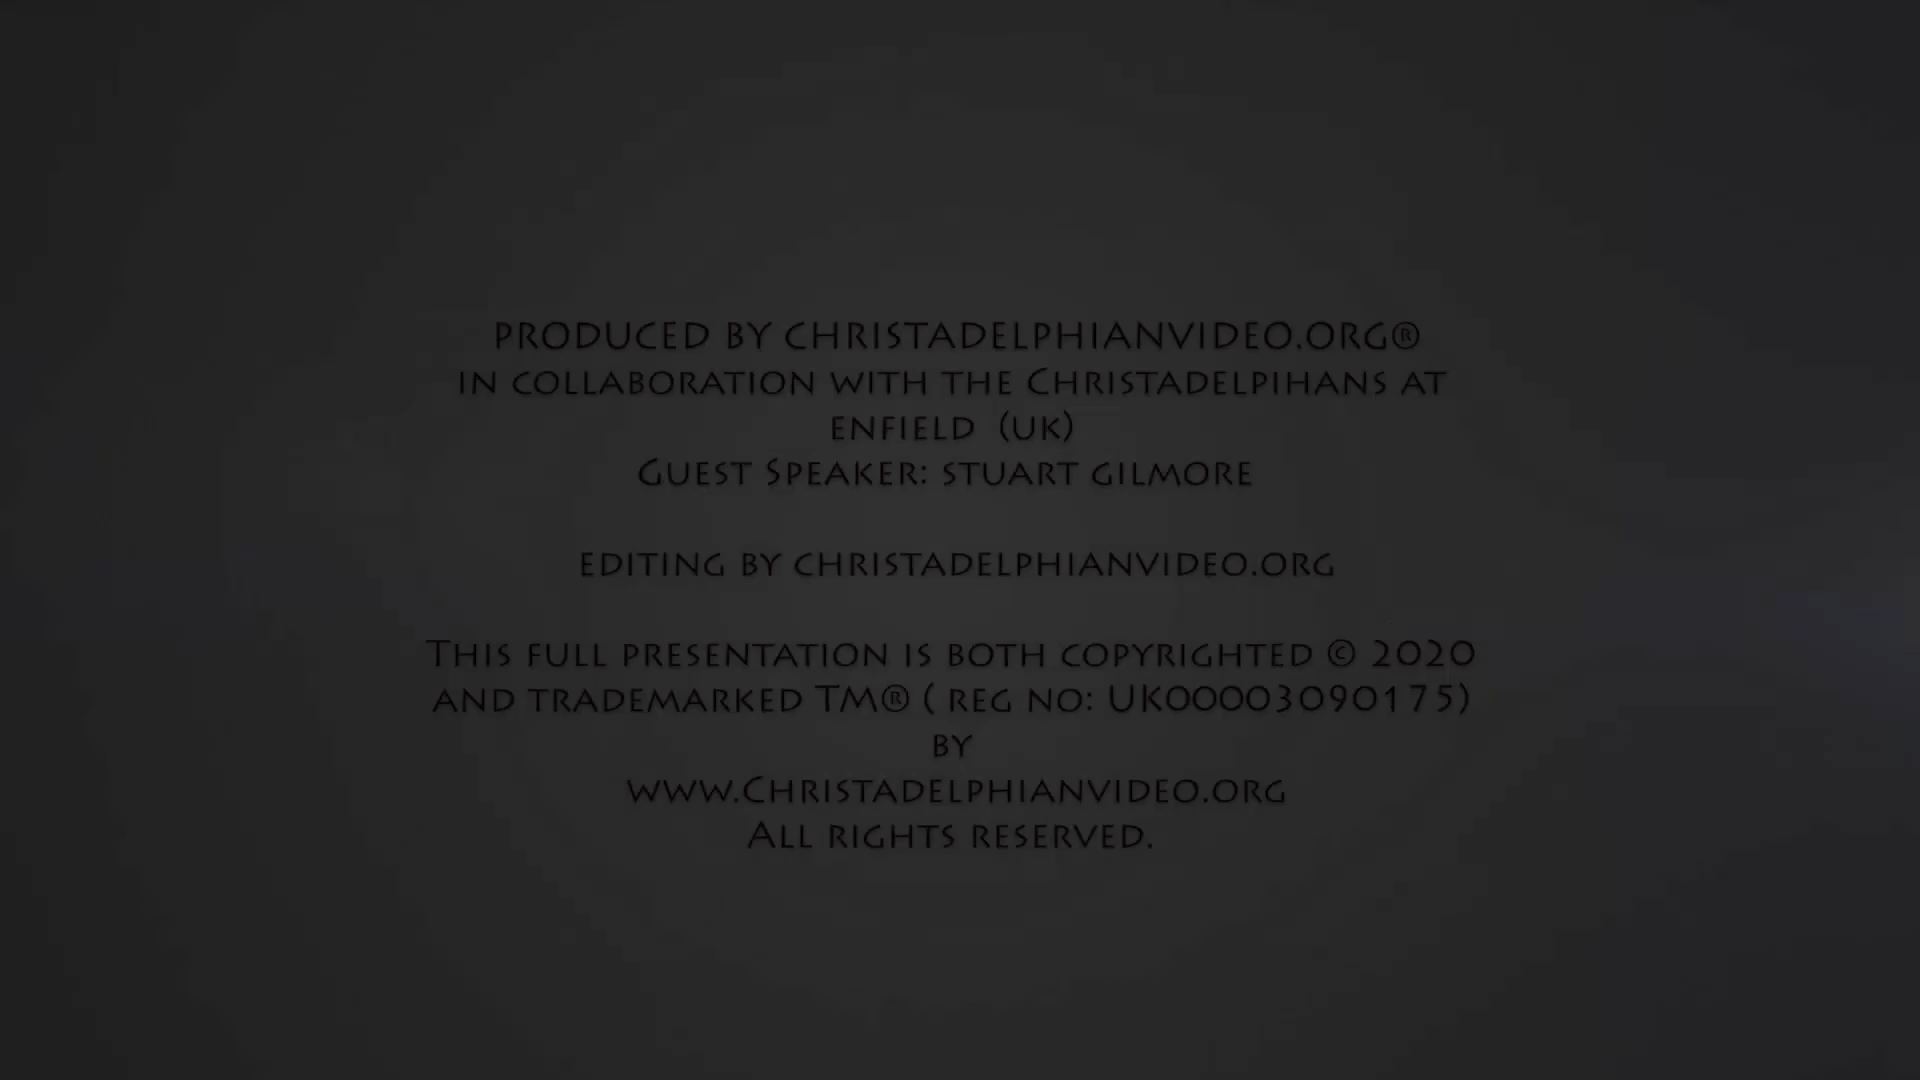 PRODUCED BY CHRISTADELPHIANVIDEO.ORG®
IN COLLABORATION WITH THE CHRISTADELPIHANS AT
ENFIELD (UK)
GUEST SPEAKER: STUART GILMORE
EDITING BY CHRISTADELPHIANVIDEO.ORG
THIS FULL PRESENTATION IS BOTH COPYRIGHTED © 2020
AND TRADEMARKED TM® ( REG NO: UK00003090175)
BY
WWW.CHRISTADELPHIANVIDEO.ORG
ALL RIGHTS RESERVED.